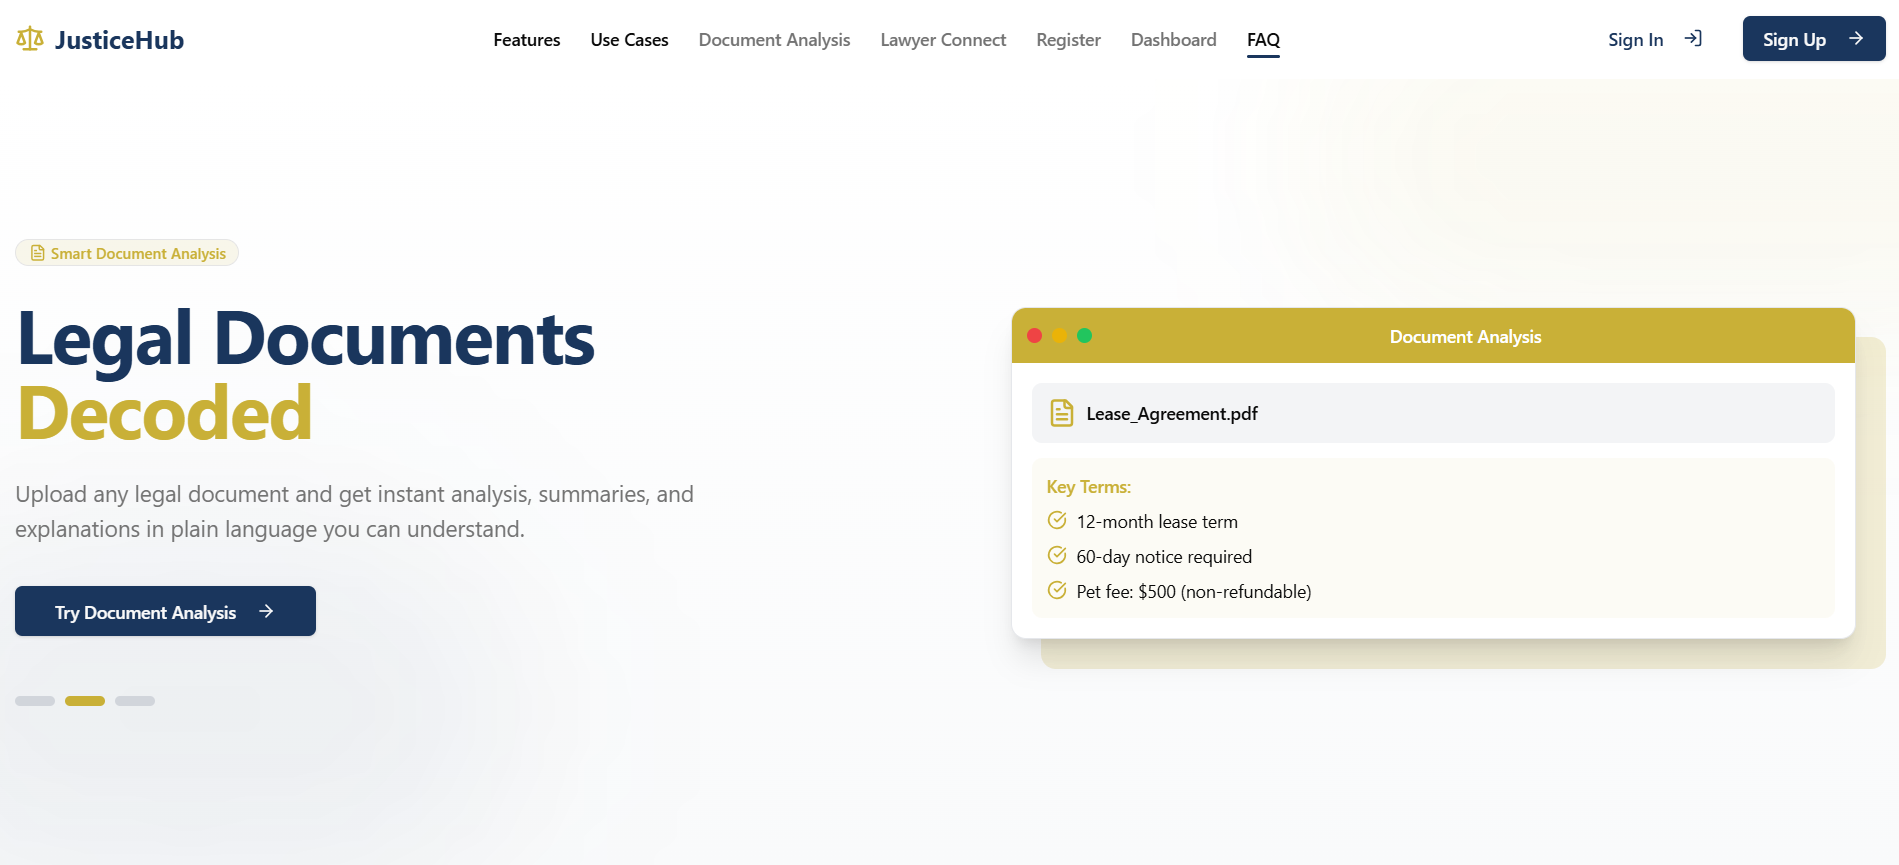 JusticeHub
Features Use Cases Document Analysis Lawyer Connect Register Dashboard FAQ
Sign In
Sign Up
Smart Document Analysis
Legal Documents
Decoded
Upload any legal document and get instant analysis, summaries, and
explanations in plain language you can understand.
Try Document Analysis
Document Analysis
Lease_Agreement.pdf
Key Terms:
12-month lease term
60-day notice required
Pet fee: $500 (non-refundable)